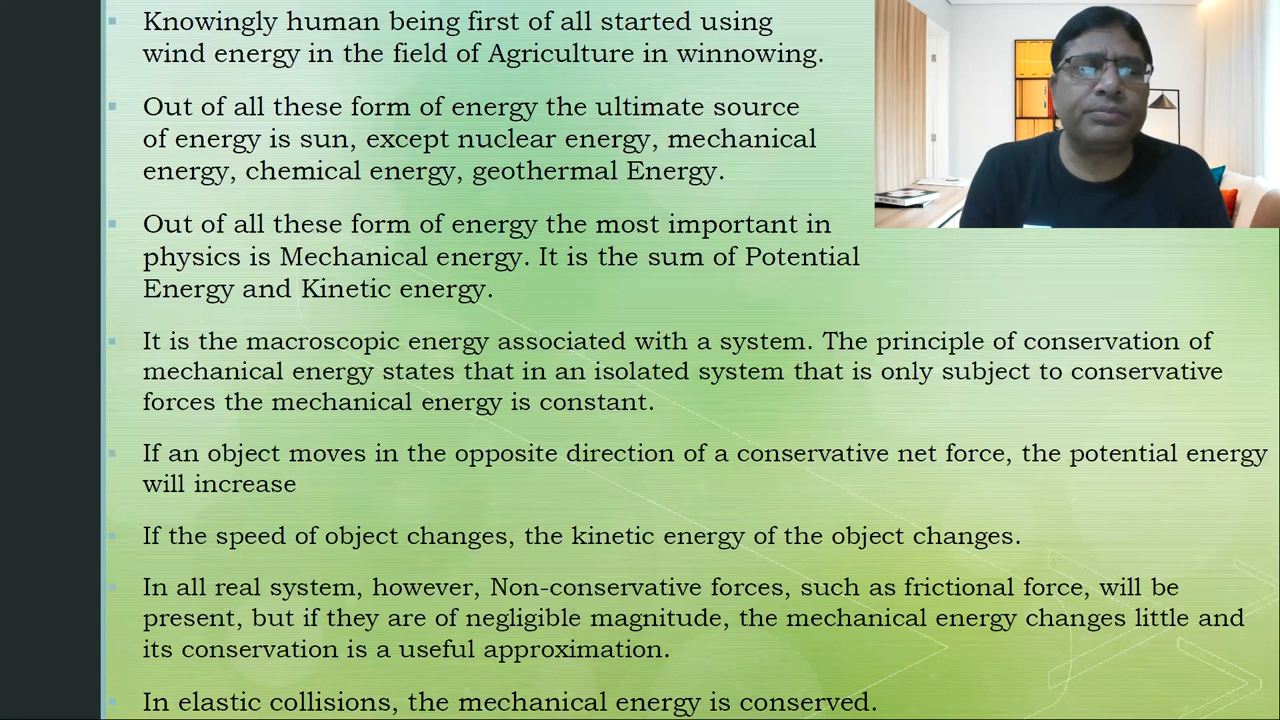 Knowingly human being first of all started using
wind energy in the field of Agriculture in winnowing.
Out of all these form of energy the ultimate source
of energy is sun, except nuclear energy, mechanical
energy, chemical energy, geothermal Energy.
Out of all these form of energy the most important in
physics is Mechanical energy. It is the sum of Potential
Energy and Kinetic energy.
It is the macroscopic energy associated with a system. The principle of conservation of
mechanical energy states that in an isolated system that is only subject to conservative
forces the mechanical energy is constant.
If an object moves in the opposite direction of a conservative net force, the potential energy
will increase
If the speed of object changes, the kinetic energy of the object changes.
In all real system, however, Non-conservative forces, such as frictional force, will be
present, but if they are of negligible magnitude, the mechanical energy changes little and
its conservation is a useful approximation.
In elastic collisions, the mechanical energy is conserved.